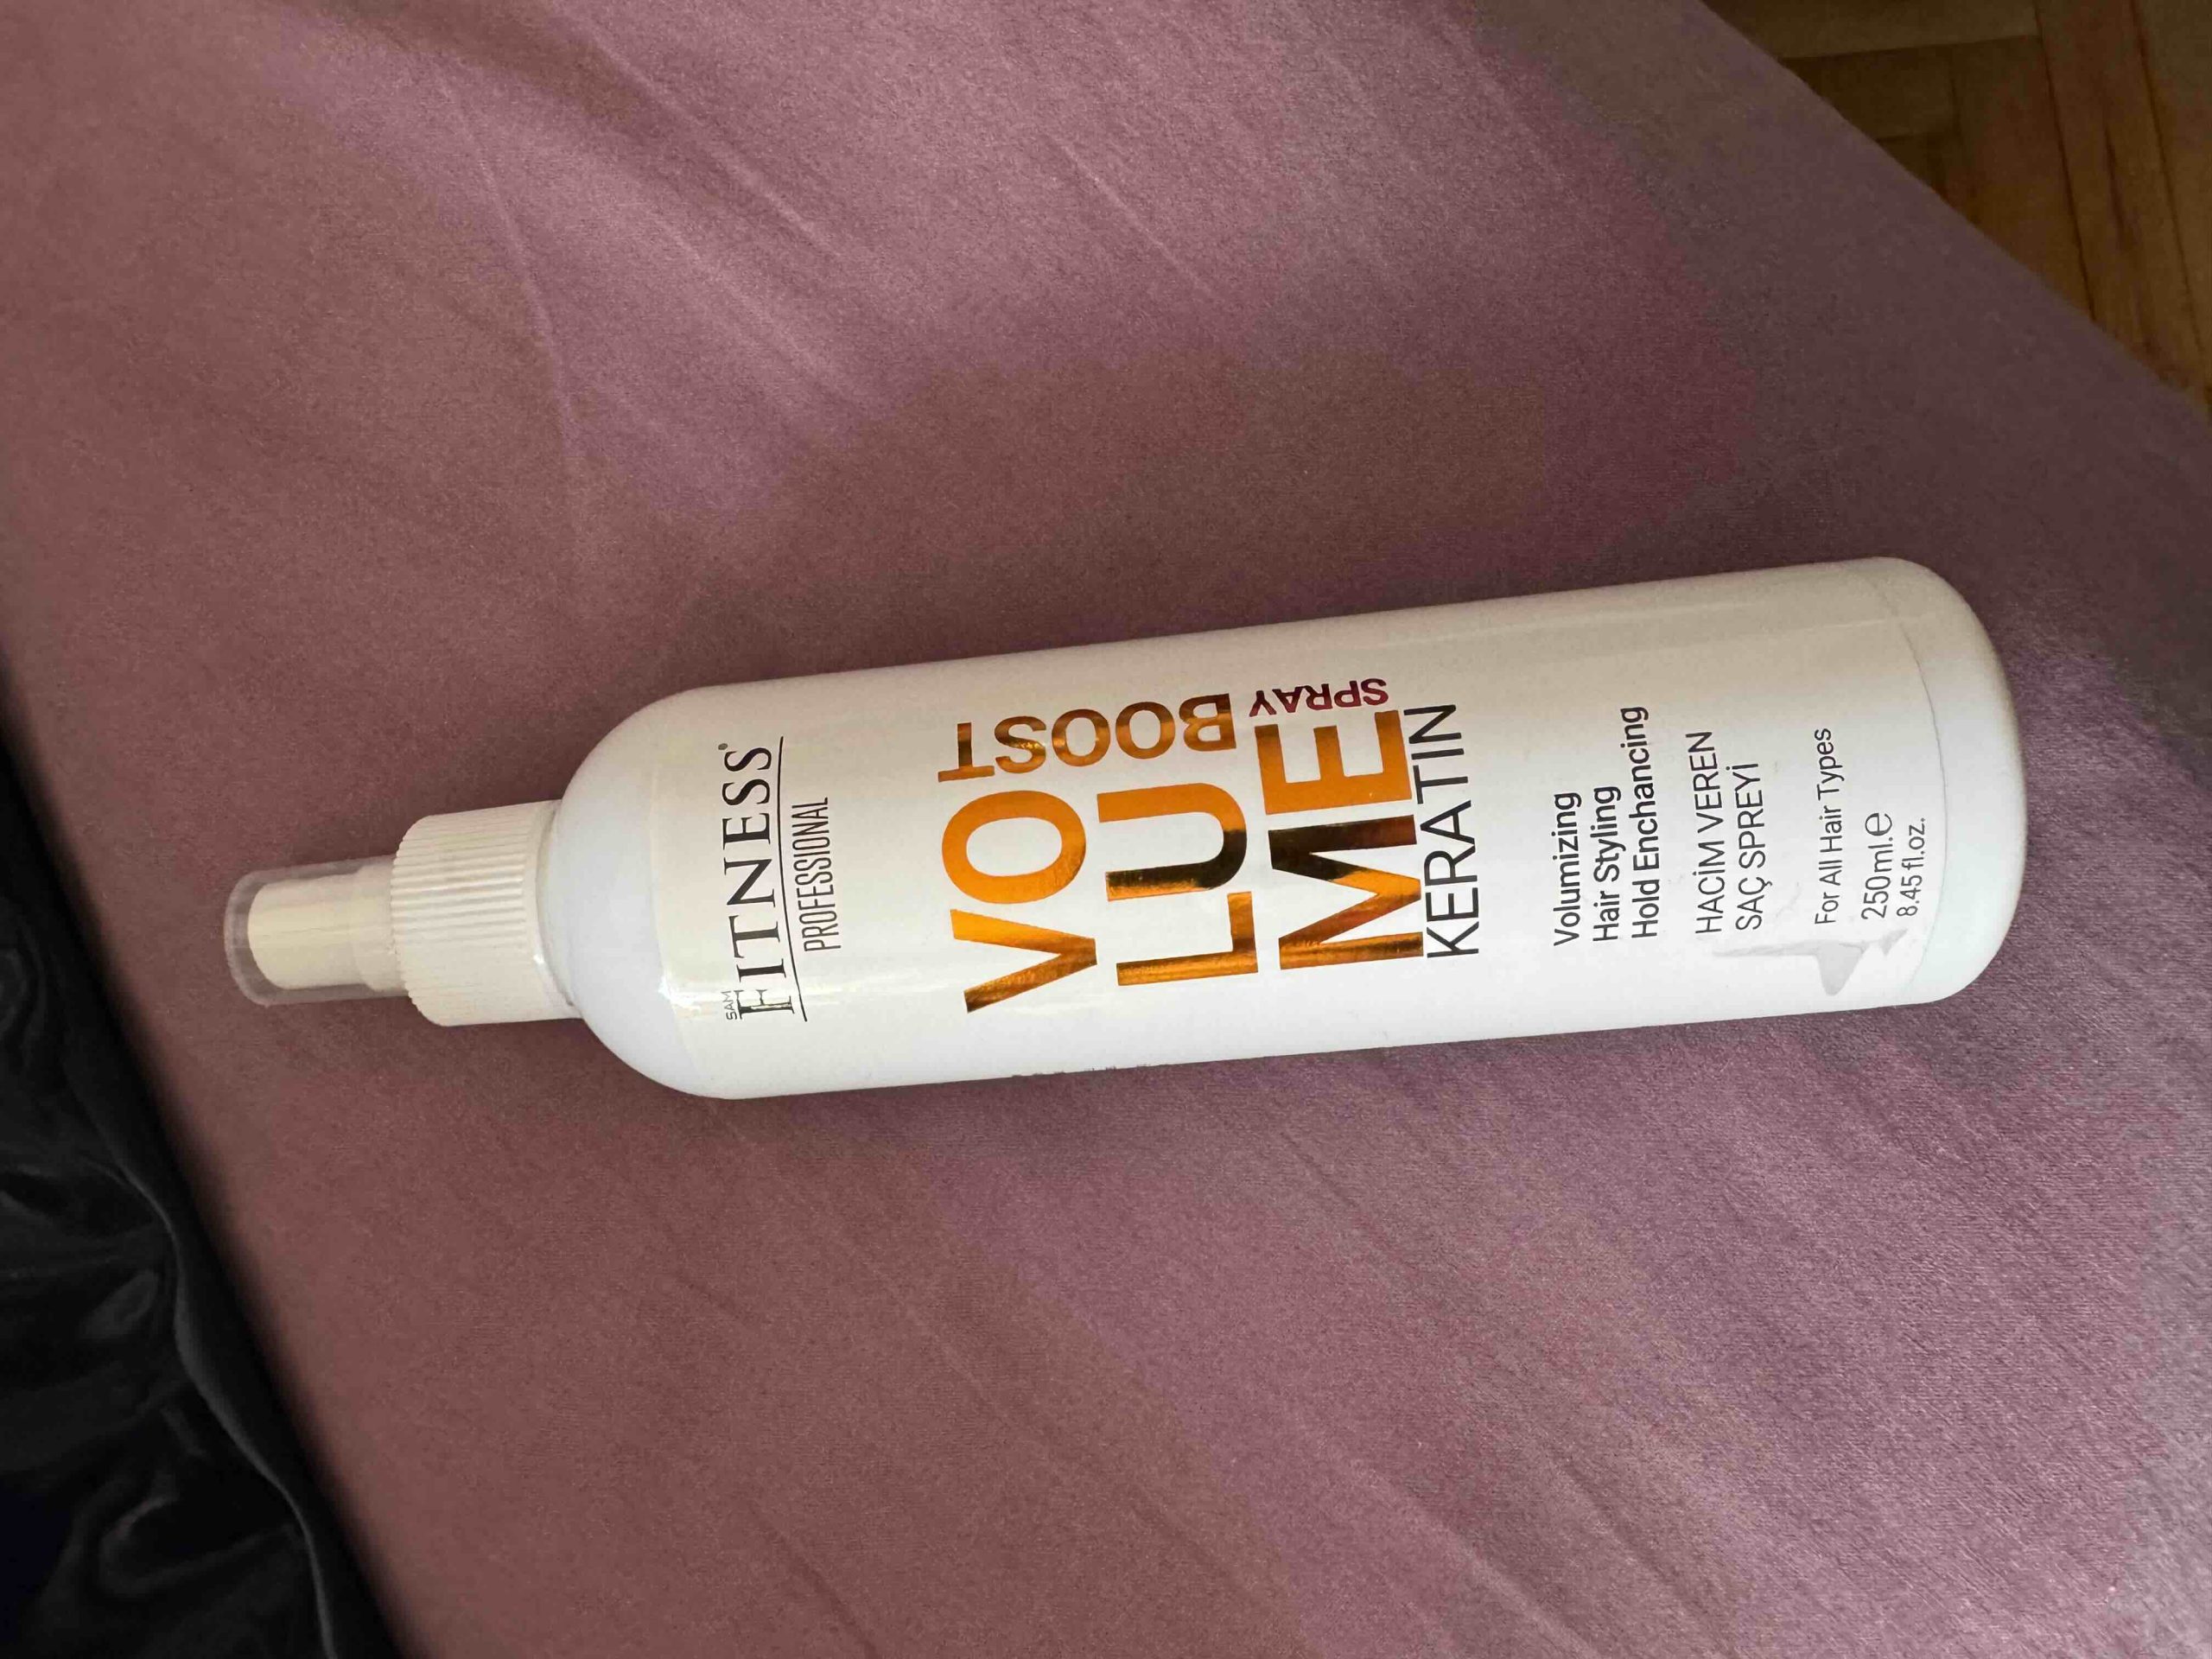 SAM
FITNESS®
PROFESSIONAL
VO
LU
ME
BOOST
SPRAY
KERATIN
Volumizing
Hair Styling
Hold Enchancing
HACİM VEREN
SAÇ SPREYİ
For All Hair Types
250ml.e
8.45 fl.oz.